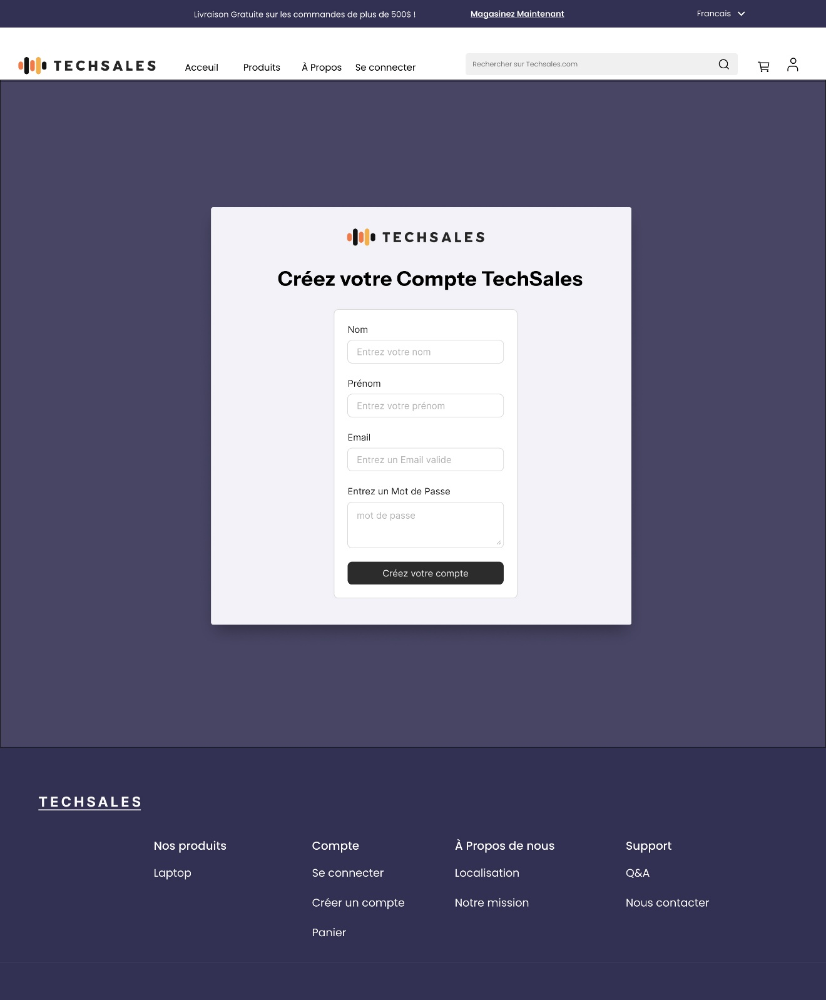 Livraison Gratuite sur les commandes de plus de 500$ ! Magasinez Maintenant Francais
TECHSALES Acceuil Produits À Propos Se connecter Rechercher sur Techsales.com
TECHSALES
Créez votre Compte TechSales
Nom
Entrez votre nom
Prénom
Entrez votre prénom
Email
Entrez un Email valide
Entrez un Mot de Passe
mot de passe
Créez votre compte
TECHSALES
Nos produits Compte À Propos de nous Support
Laptop Se connecter Localisation Q&A
Créer un compte Notre mission Nous contacter
Panier